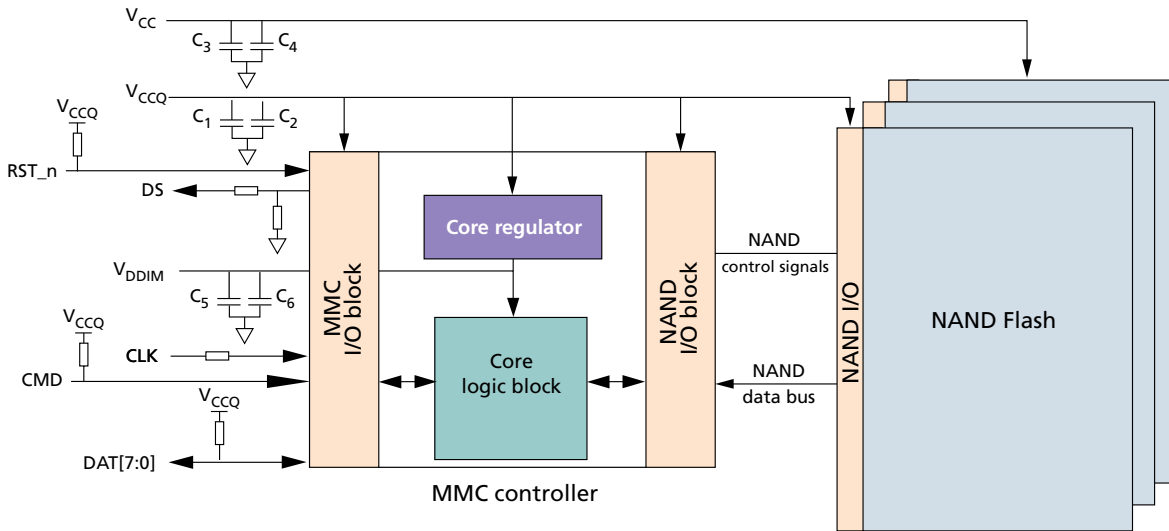 VCC
C3
C4
VCCQ
VCCQ
C1
C2
RST_n
DS
Core regulator
NAND
control signals
VDDIM
C5
C6
MMC
I/O block
NAND
I/O block
NAND I/O
NAND Flash
VCCQ
CLK
Core
logic block
CMD
NAND
data bus
VCCQ
DAT[7:0]
MMC controller